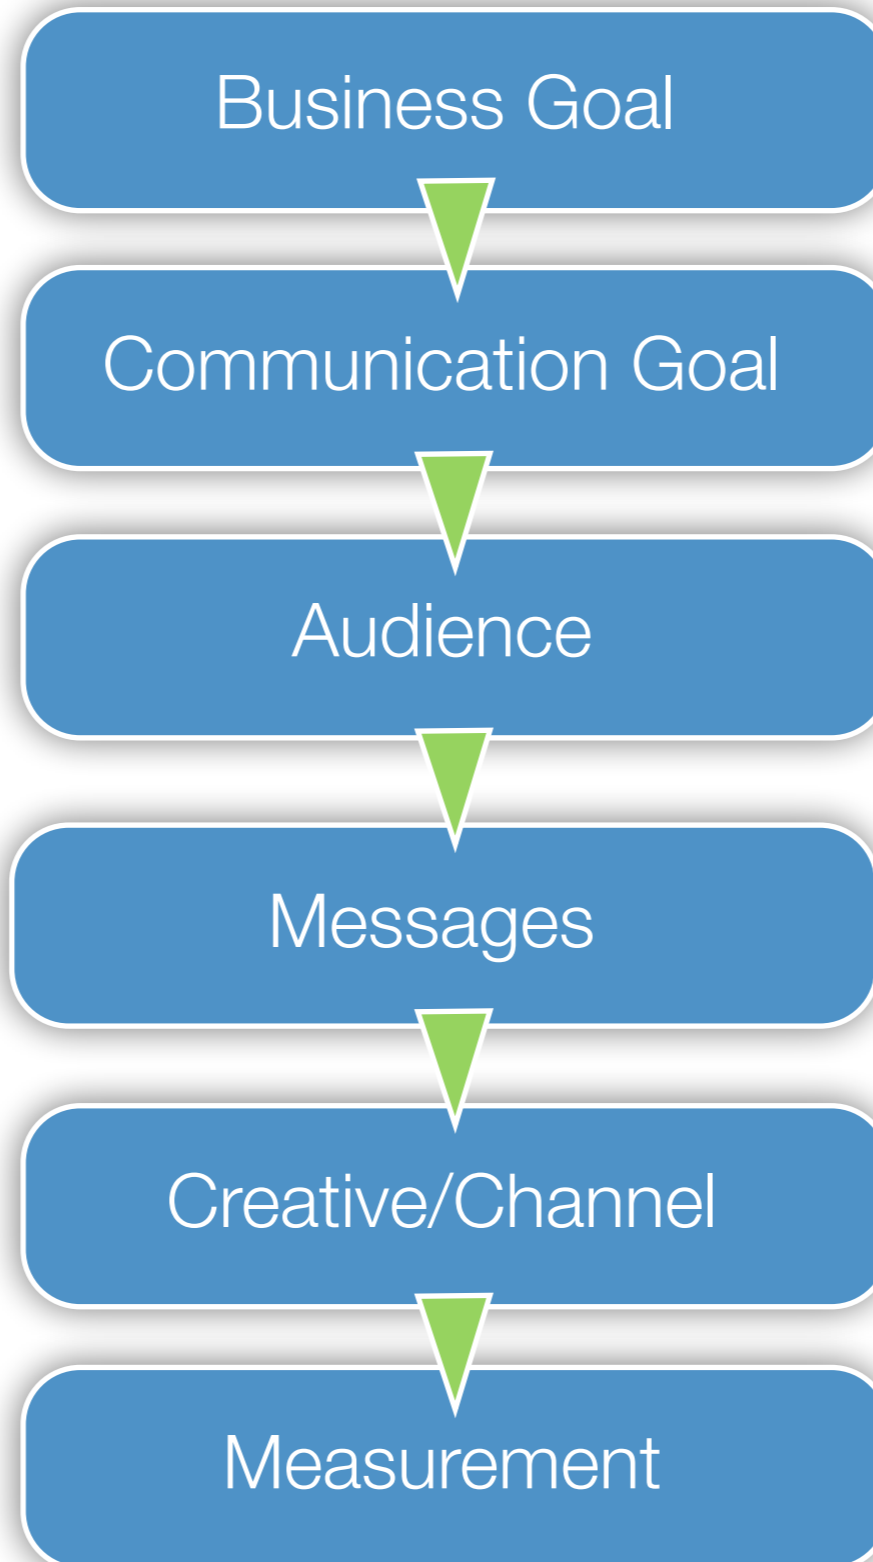 Business Goal
Communication Goal
Audience
Messages
Creative/Channel
Measurement